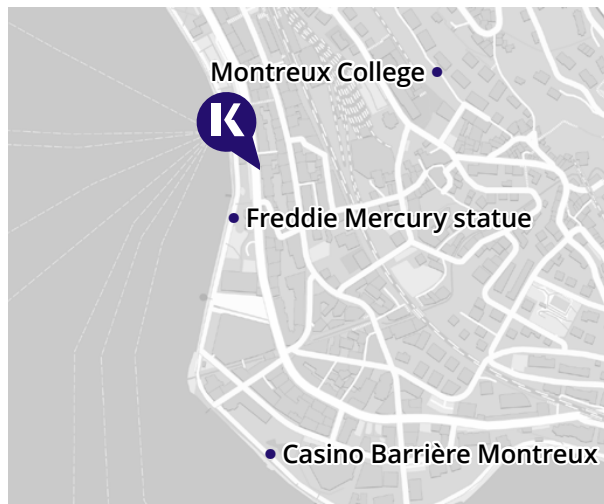 Montreux College
K
Freddie Mercury statue
Casino Barrière Montreux